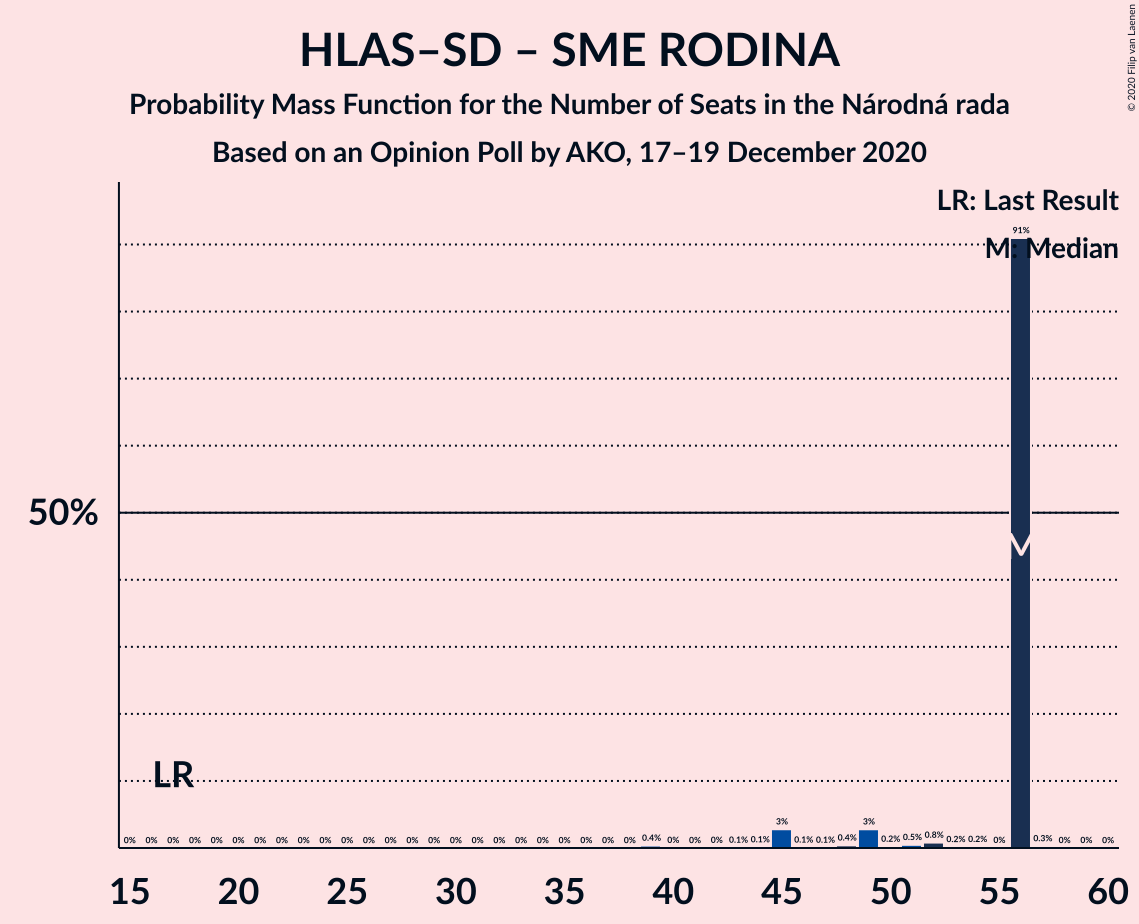 HLAS–SD – SME RODINA
Probability Mass Function for the Number of Seats in the Národná rada
Based on an Opinion Poll by AKO, 17–19 December 2020
© 2020 Filip van Laenen
LR: Last Result
M: Median
91%
50%
LR
3% 3%
0% 0% 0% 0% 0% 0% 0% 0% 0% 0% 0% 0% 0% 0% 0% 0% 0% 0% 0% 0% 0% 0% 0% 0% 0.4% 0% 0% 0% 0.1% 0.1% 0.1% 0.1% 0.4% 0.2% 0.5% 0.8% 0.2% 0.2% 0% 0.3% 0% 0% 0%
15 20 25 30 35 40 45 50 55 60